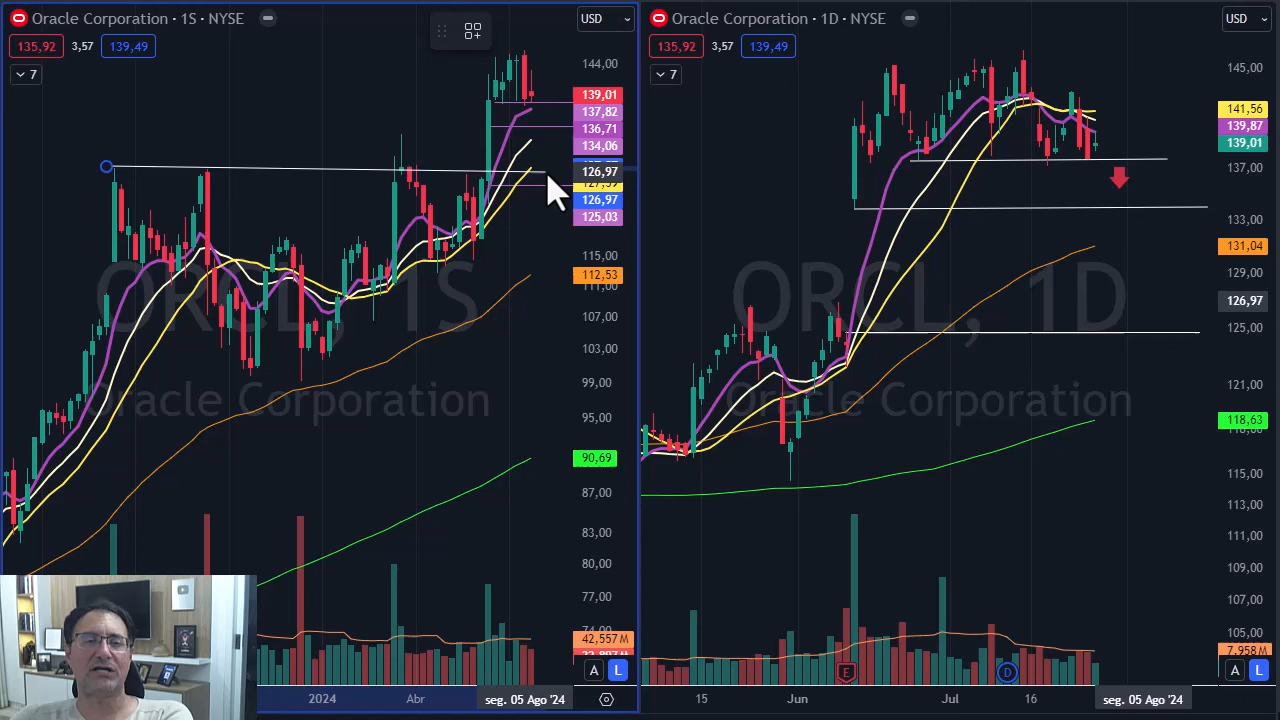 Oracle Corporation · 1S · NYSE
USD
135,92 3,57 139,49
7
144,00
139,01
137,82
136,71
134,06
126,97
126,97
125,03
115,00
112,53
107,00
103,00
99,00
95,00
90,69
87,00
83,00
80,00
77,00
42,557 M
A L
ORCL, 1S
Oracle Corporation
2024 Abr seg. 05 Ago '24
Oracle Corporation · 1D · NYSE
USD
135,92 3,57 139,49
7
145,00
141,56
139,87
139,01
137,00
133,00
131,04
129,00
126,97
125,00
121,00
118,63
115,00
113,00
111,00
109,00
107,00
105,00
7,958 M
A L
ORCL, 1D
Oracle Corporation
E D
15 Jun Jul 16 seg. 05 Ago '24